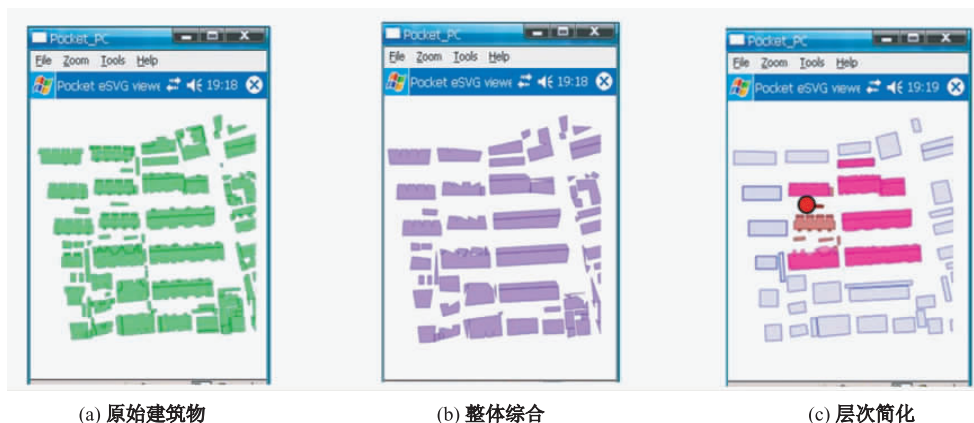 Pocket_PC
File Zoom Tools Help
Pocket eSVG viewe 19:18
Pocket_PC
File Zoom Tools Help
Pocket eSVG viewe 19:18
Pocket_PC
File Zoom Tools Help
Pocket eSVG viewe 19:19
(a) 原始建筑物
(b) 整体综合
(c) 层次简化